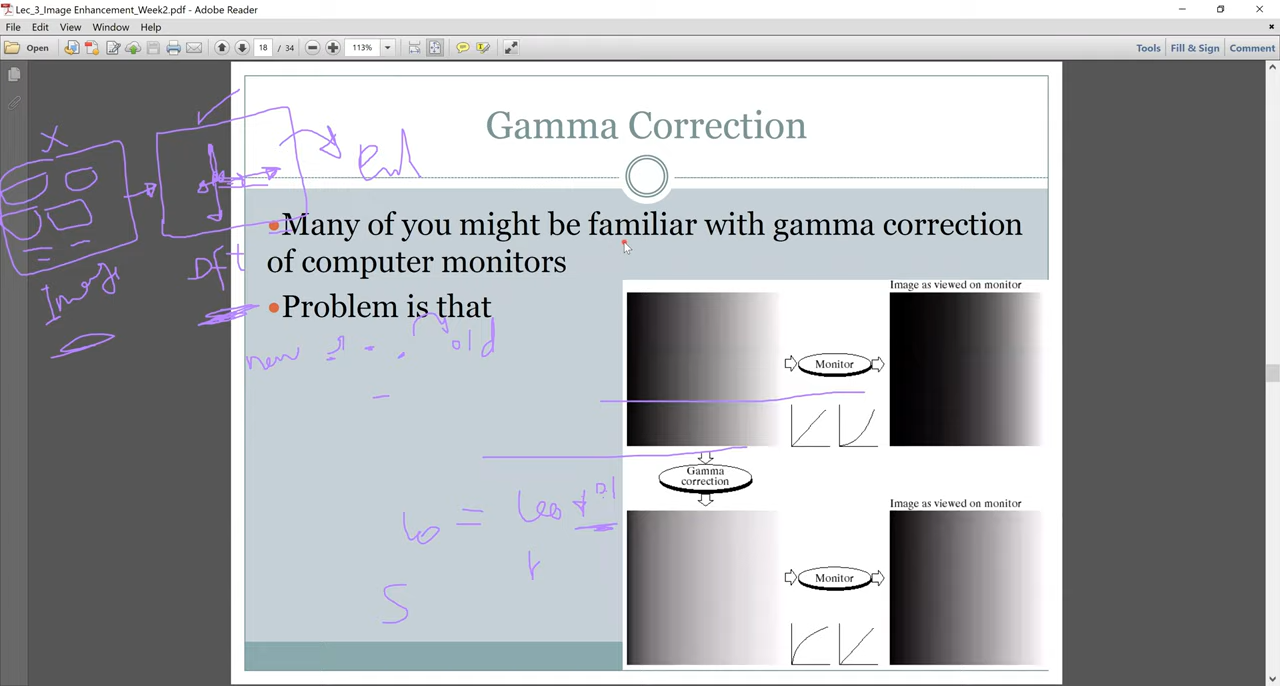 Lec_3_Image Enhancement_Week2.pdf - Adobe Reader
File Edit View Window Help
Open 18 / 34 113% Tools Fill & Sign Comment
Gamma Correction
X
End
•Many of you might be familiar with gamma correction
of computer monitors
Dft
Image
•Problem is that
new old
Image as viewed on monitor
Monitor
Gamma
correction
=
S
r
Image as viewed on monitor
Monitor